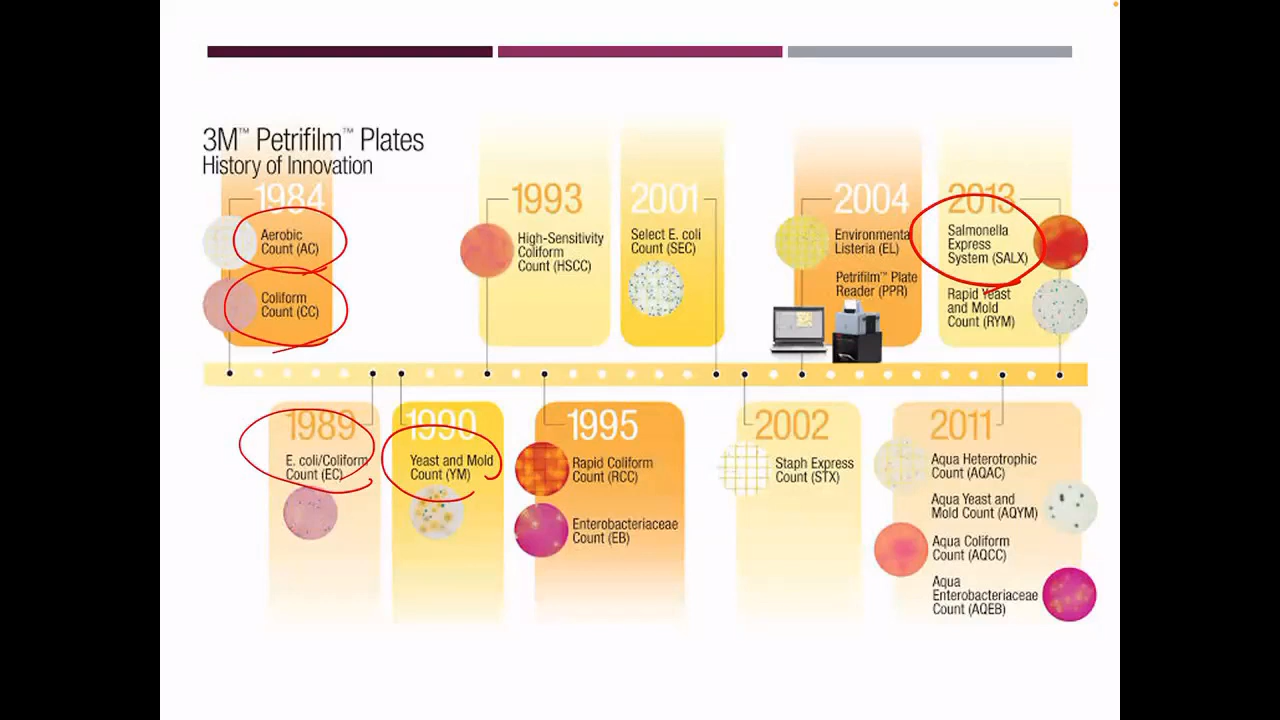 3M™ Petrifilm™ Plates
History of Innovation
1984
Aerobic
Count (AC)
Coliform
Count (CC)
1993
High-Sensitivity
Coliform
Count (HSCC)
2001
Select E. coli
Count (SEC)
2004
Environmental
Listeria (EL)
Petrifilm™ Plate
Reader (PPR)
2013
Salmonella
Express
System (SALX)
Rapid Yeast
and Mold
Count (RYM)
1989
E. coli/Coliform
Count (EC)
1990
Yeast and Mold
Count (YM)
1995
Rapid Coliform
Count (RCC)
Enterobacteriaceae
Count (EB)
2002
Staph Express
Count (STX)
2011
Aqua Heterotrophic
Count (AQAC)
Aqua Yeast and
Mold Count (AQYM)
Aqua Coliform
Count (AQCC)
Aqua
Enterobacteriaceae
Count (AQEB)